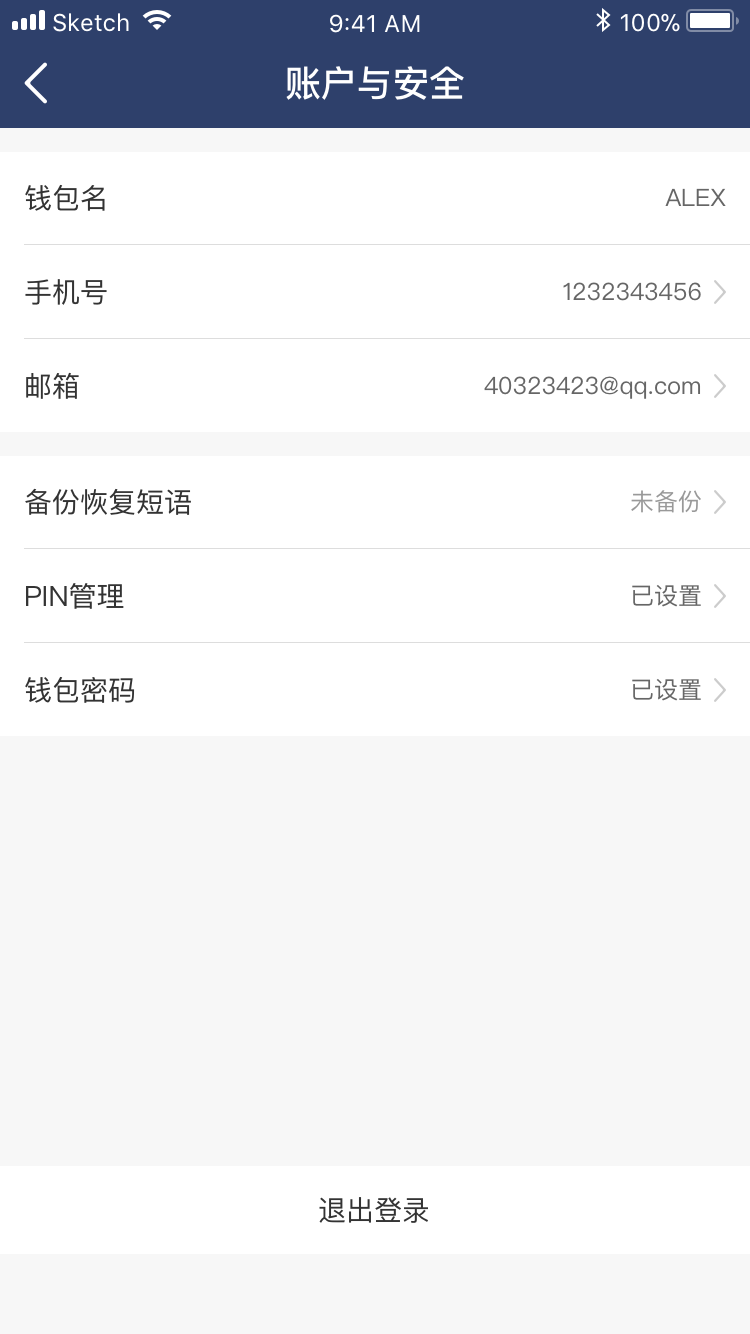 Sketch 9:41 AM 100%
账户与安全
钱包名 ALEX
手机号 1232343456
邮箱 40323423@qq.com
备份恢复短语 未备份
PIN管理 已设置
钱包密码 已设置
退出登录